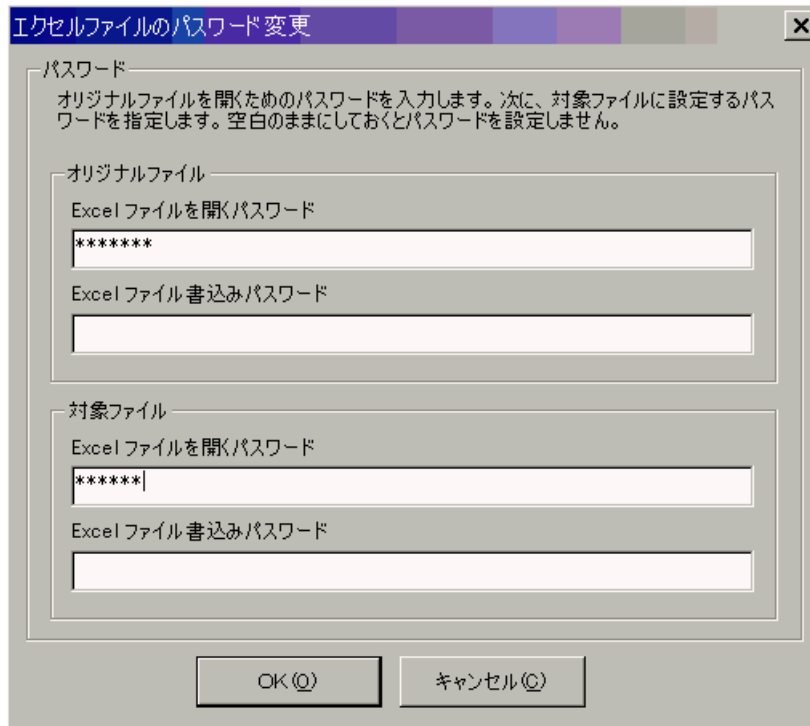 エクセルファイルのパスワード変更
パスワード
オリジナルファイルを開くためのパスワードを入力します。次に、対象ファイルに設定するパス
ワードを指定します。空白のままにしておくとパスワードを設定しません。
オリジナルファイル
Excel ファイルを開くパスワード
*******
Excel ファイル書込みパスワード
対象ファイル
Excel ファイルを開くパスワード
******
Excel ファイル書込みパスワード
OK(O) キャンセル(C)